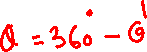 θ = 360° - θ'